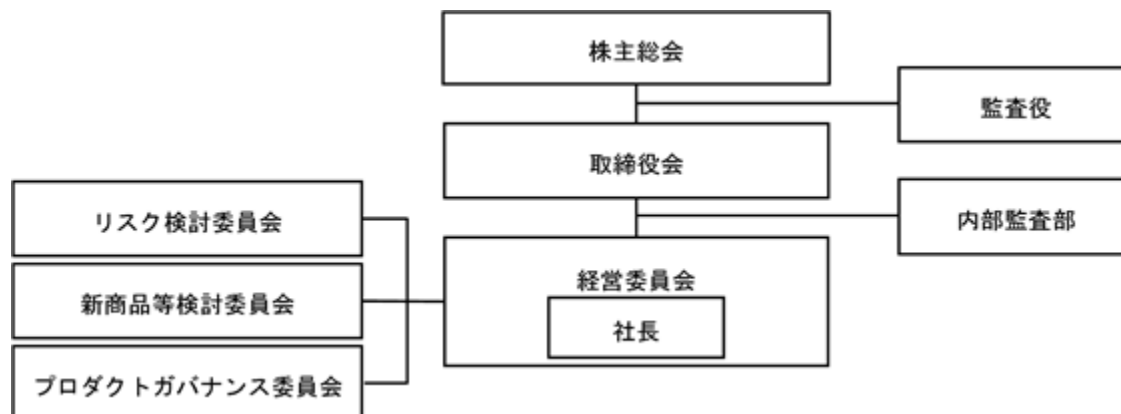 株主総会
監査役
取締役会
内部監査部
リスク検討委員会
新商品等検討委員会
プロダクトガバナンス委員会
経営委員会
社長